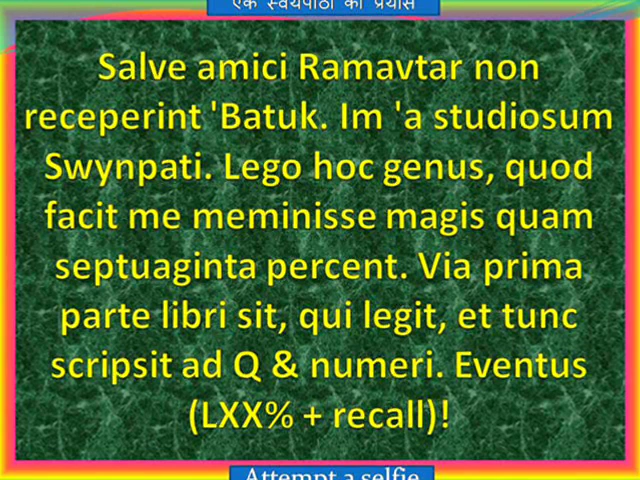 एक स्वयंपाठी का प्रयास
Salve amici Ramavtar non
receperint 'Batuk. Im 'a studiosum
Swynpati. Lego hoc genus, quod
facit me meminisse magis quam
septuaginta percent. Via prima
parte libri sit, qui legit, et tunc
scripsit ad Q & numeri. Eventus
(LXX% + recall)!
Attempt a selfie